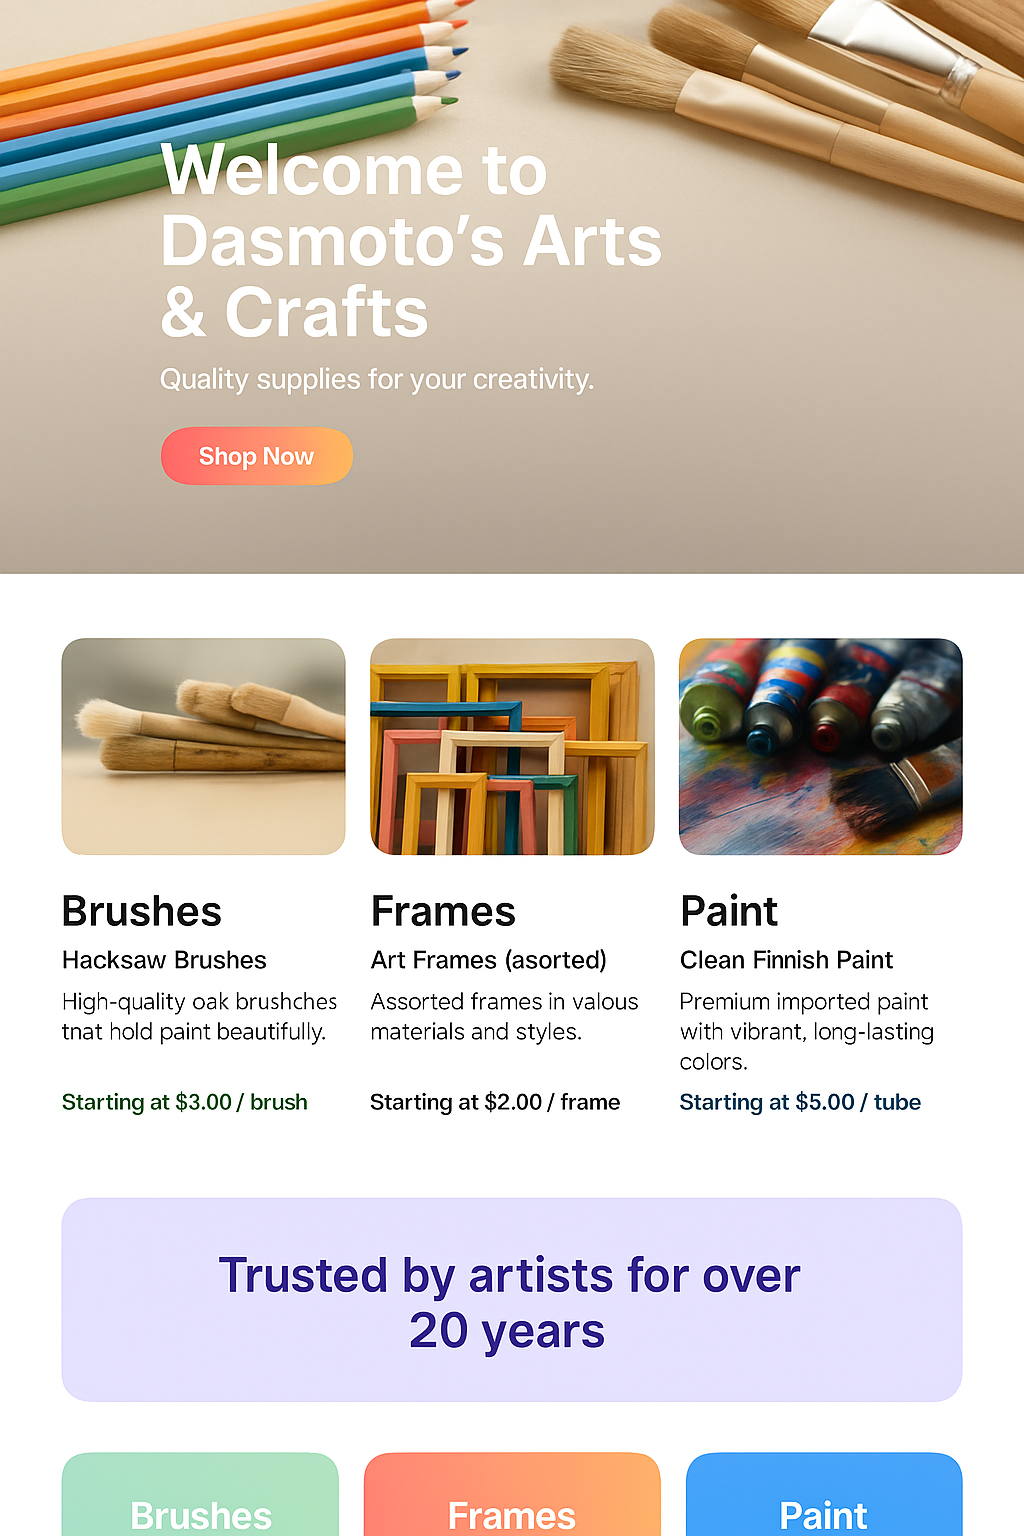 Welcome to
Dasmoto’s Arts
& Crafts
Quality supplies for your creativity.
Shop Now
Brushes
Hacksaw Brushes
High-quality oak brushches
tnat hold paint beautifully.
Starting at $3.00 / brush
Frames
Art Frames (asorted)
Assorted frames in valous
materials and styles.
Starting at $2.00 / frame
Paint
Clean Finnish Paint
Premium imported paint
with vibrant, long-lasting
colors.
Starting at $5.00 / tube
Trusted by artists for over
20 years
Brushes
Frames
Paint